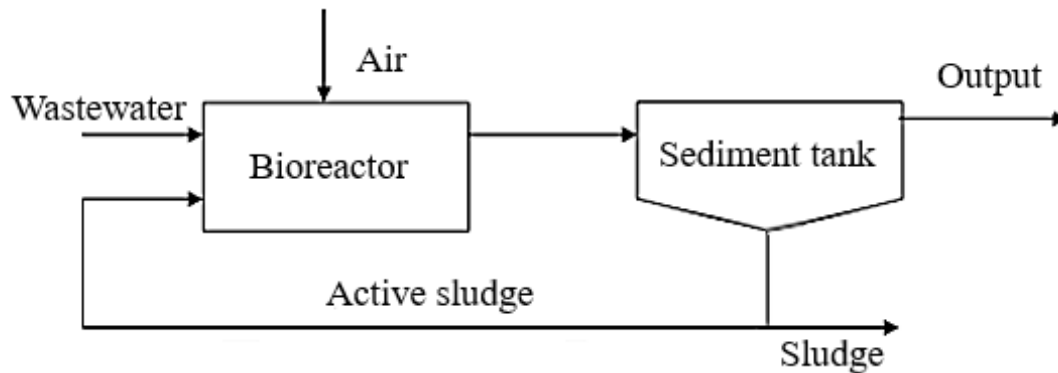 Air
Output
Wastewater
Bioreactor
Sediment tank
Active sludge
Sludge